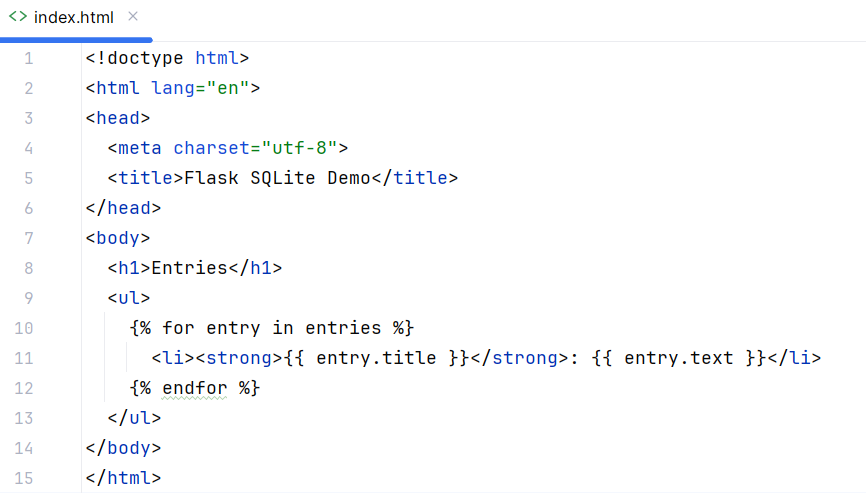 index.html
1 <!doctype html>
2 <html lang="en">
3 <head>
4   <meta charset="utf-8">
5   <title>Flask SQLite Demo</title>
6 </head>
7 <body>
8   <h1>Entries</h1>
9   <ul>
10     {% for entry in entries %}
11       <li><strong>{{ entry.title }}</strong>: {{ entry.text }}</li>
12     {% endfor %}
13   </ul>
14 </body>
15 </html>